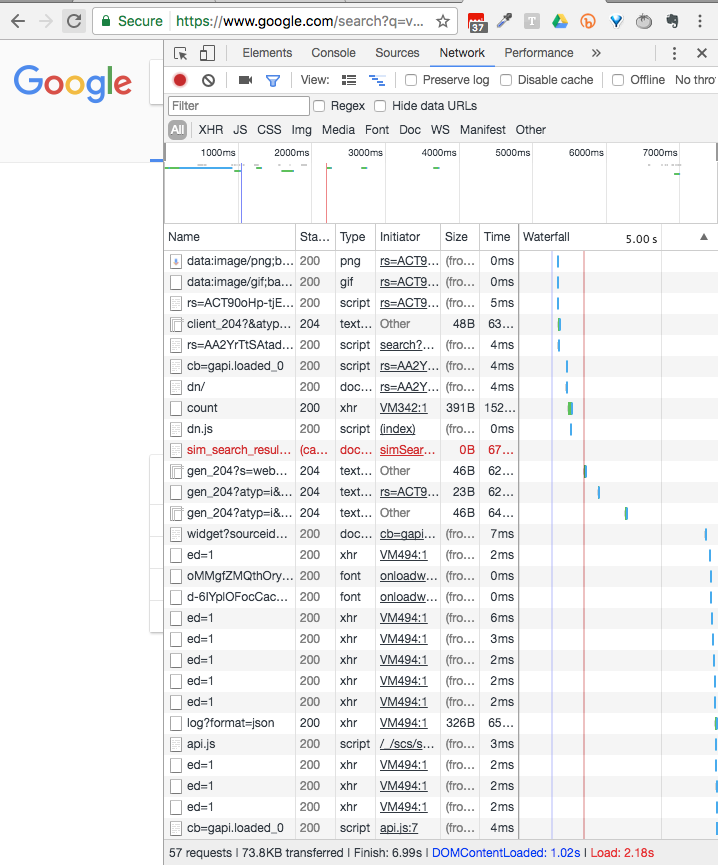 Secure https://www.google.com/search?q=v...
37
Google
Elements Console Sources Network Performance »
View: Preserve log Disable cache Offline No thro
Filter Regex Hide data URLs
All XHR JS CSS Img Media Font Doc WS Manifest Other
1000ms 2000ms 3000ms 4000ms 5000ms 6000ms 7000ms
Name Sta... Type Initiator Size Time Waterfall 5.00 s ▲
data:image/png;b... 200 png rs=ACT9... (fro... 0ms
data:image/gif;ba... 200 gif rs=ACT9... (fro... 0ms
rs=ACT90oHp-tjE... 200 script rs=ACT9... (fro... 5ms
client_204?&atyp... 204 text... Other 48B 63...
rs=AA2YrTtSAtad... 200 script search?... (fro... 4ms
cb=gapi.loaded_0 200 script rs=AA2Y... (fro... 4ms
dn/ 200 doc... rs=AA2Y... (fro... 4ms
count 200 xhr VM342:1 391B 152...
dn.js 200 script (index) (fro... 0ms
sim_search_resul... (ca... doc... simSear... 0B 67...
gen_204?s=web... 204 text... Other 46B 62...
gen_204?atyp=i&... 204 text... rs=ACT9... 23B 62...
gen_204?atyp=i&... 204 text... Other 46B 64...
widget?sourceid... 200 doc... cb=gapi... (fro... 7ms
ed=1 200 xhr VM494:1 (fro... 2ms
oMMgfZMQthOry... 200 font onloadw... (fro... 0ms
d-6IYplOFocCac... 200 font onloadw... (fro... 0ms
ed=1 200 xhr VM494:1 (fro... 6ms
ed=1 200 xhr VM494:1 (fro... 3ms
ed=1 200 xhr VM494:1 (fro... 2ms
ed=1 200 xhr VM494:1 (fro... 2ms
ed=1 200 xhr VM494:1 (fro... 2ms
log?format=json 200 xhr VM494:1 326B 65...
api.js 200 script /_/scs/s... (fro... 3ms
ed=1 200 xhr VM494:1 (fro... 2ms
ed=1 200 xhr VM494:1 (fro... 2ms
ed=1 200 xhr VM494:1 (fro... 2ms
cb=gapi.loaded_0 200 script api.js:7 (fro... 4ms
57 requests | 73.8KB transferred | Finish: 6.99s | DOMContentLoaded: 1.02s | Load: 2.18s